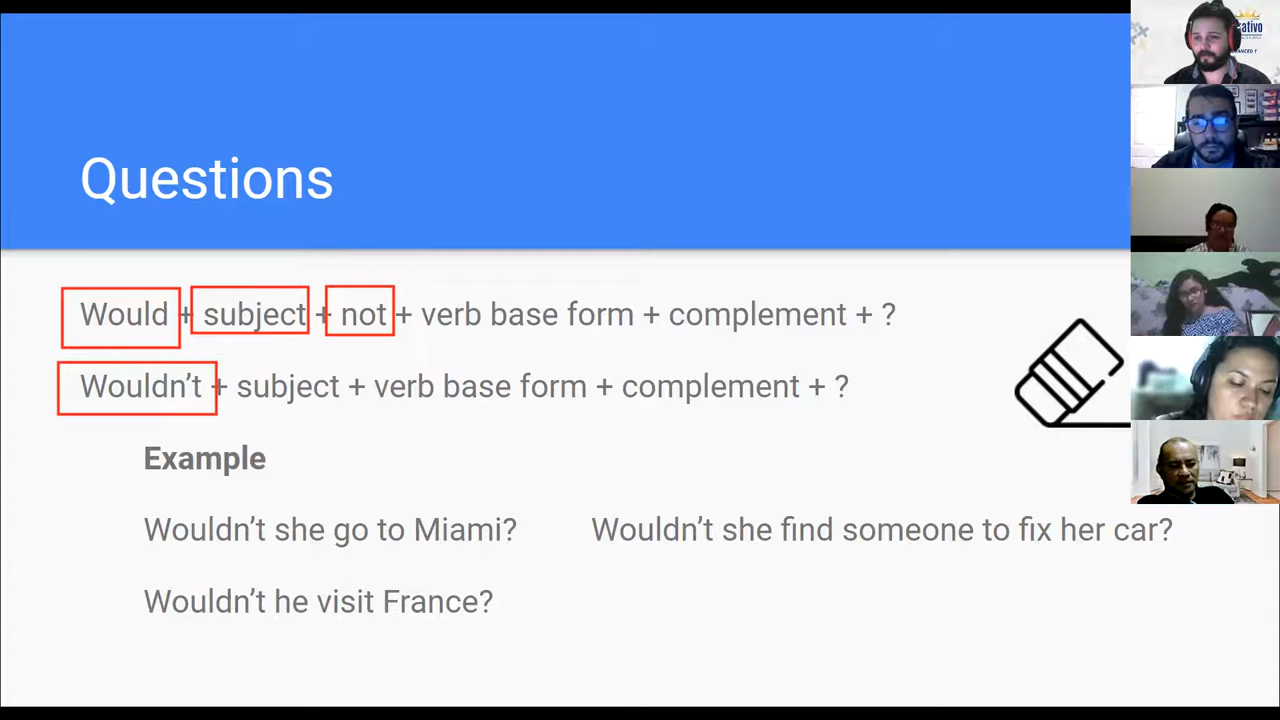 Questions
Would + subject + not + verb base form + complement + ?
Wouldn’t + subject + verb base form + complement + ?
Example
Wouldn’t she go to Miami? Wouldn’t she find someone to fix her car?
Wouldn’t he visit France?